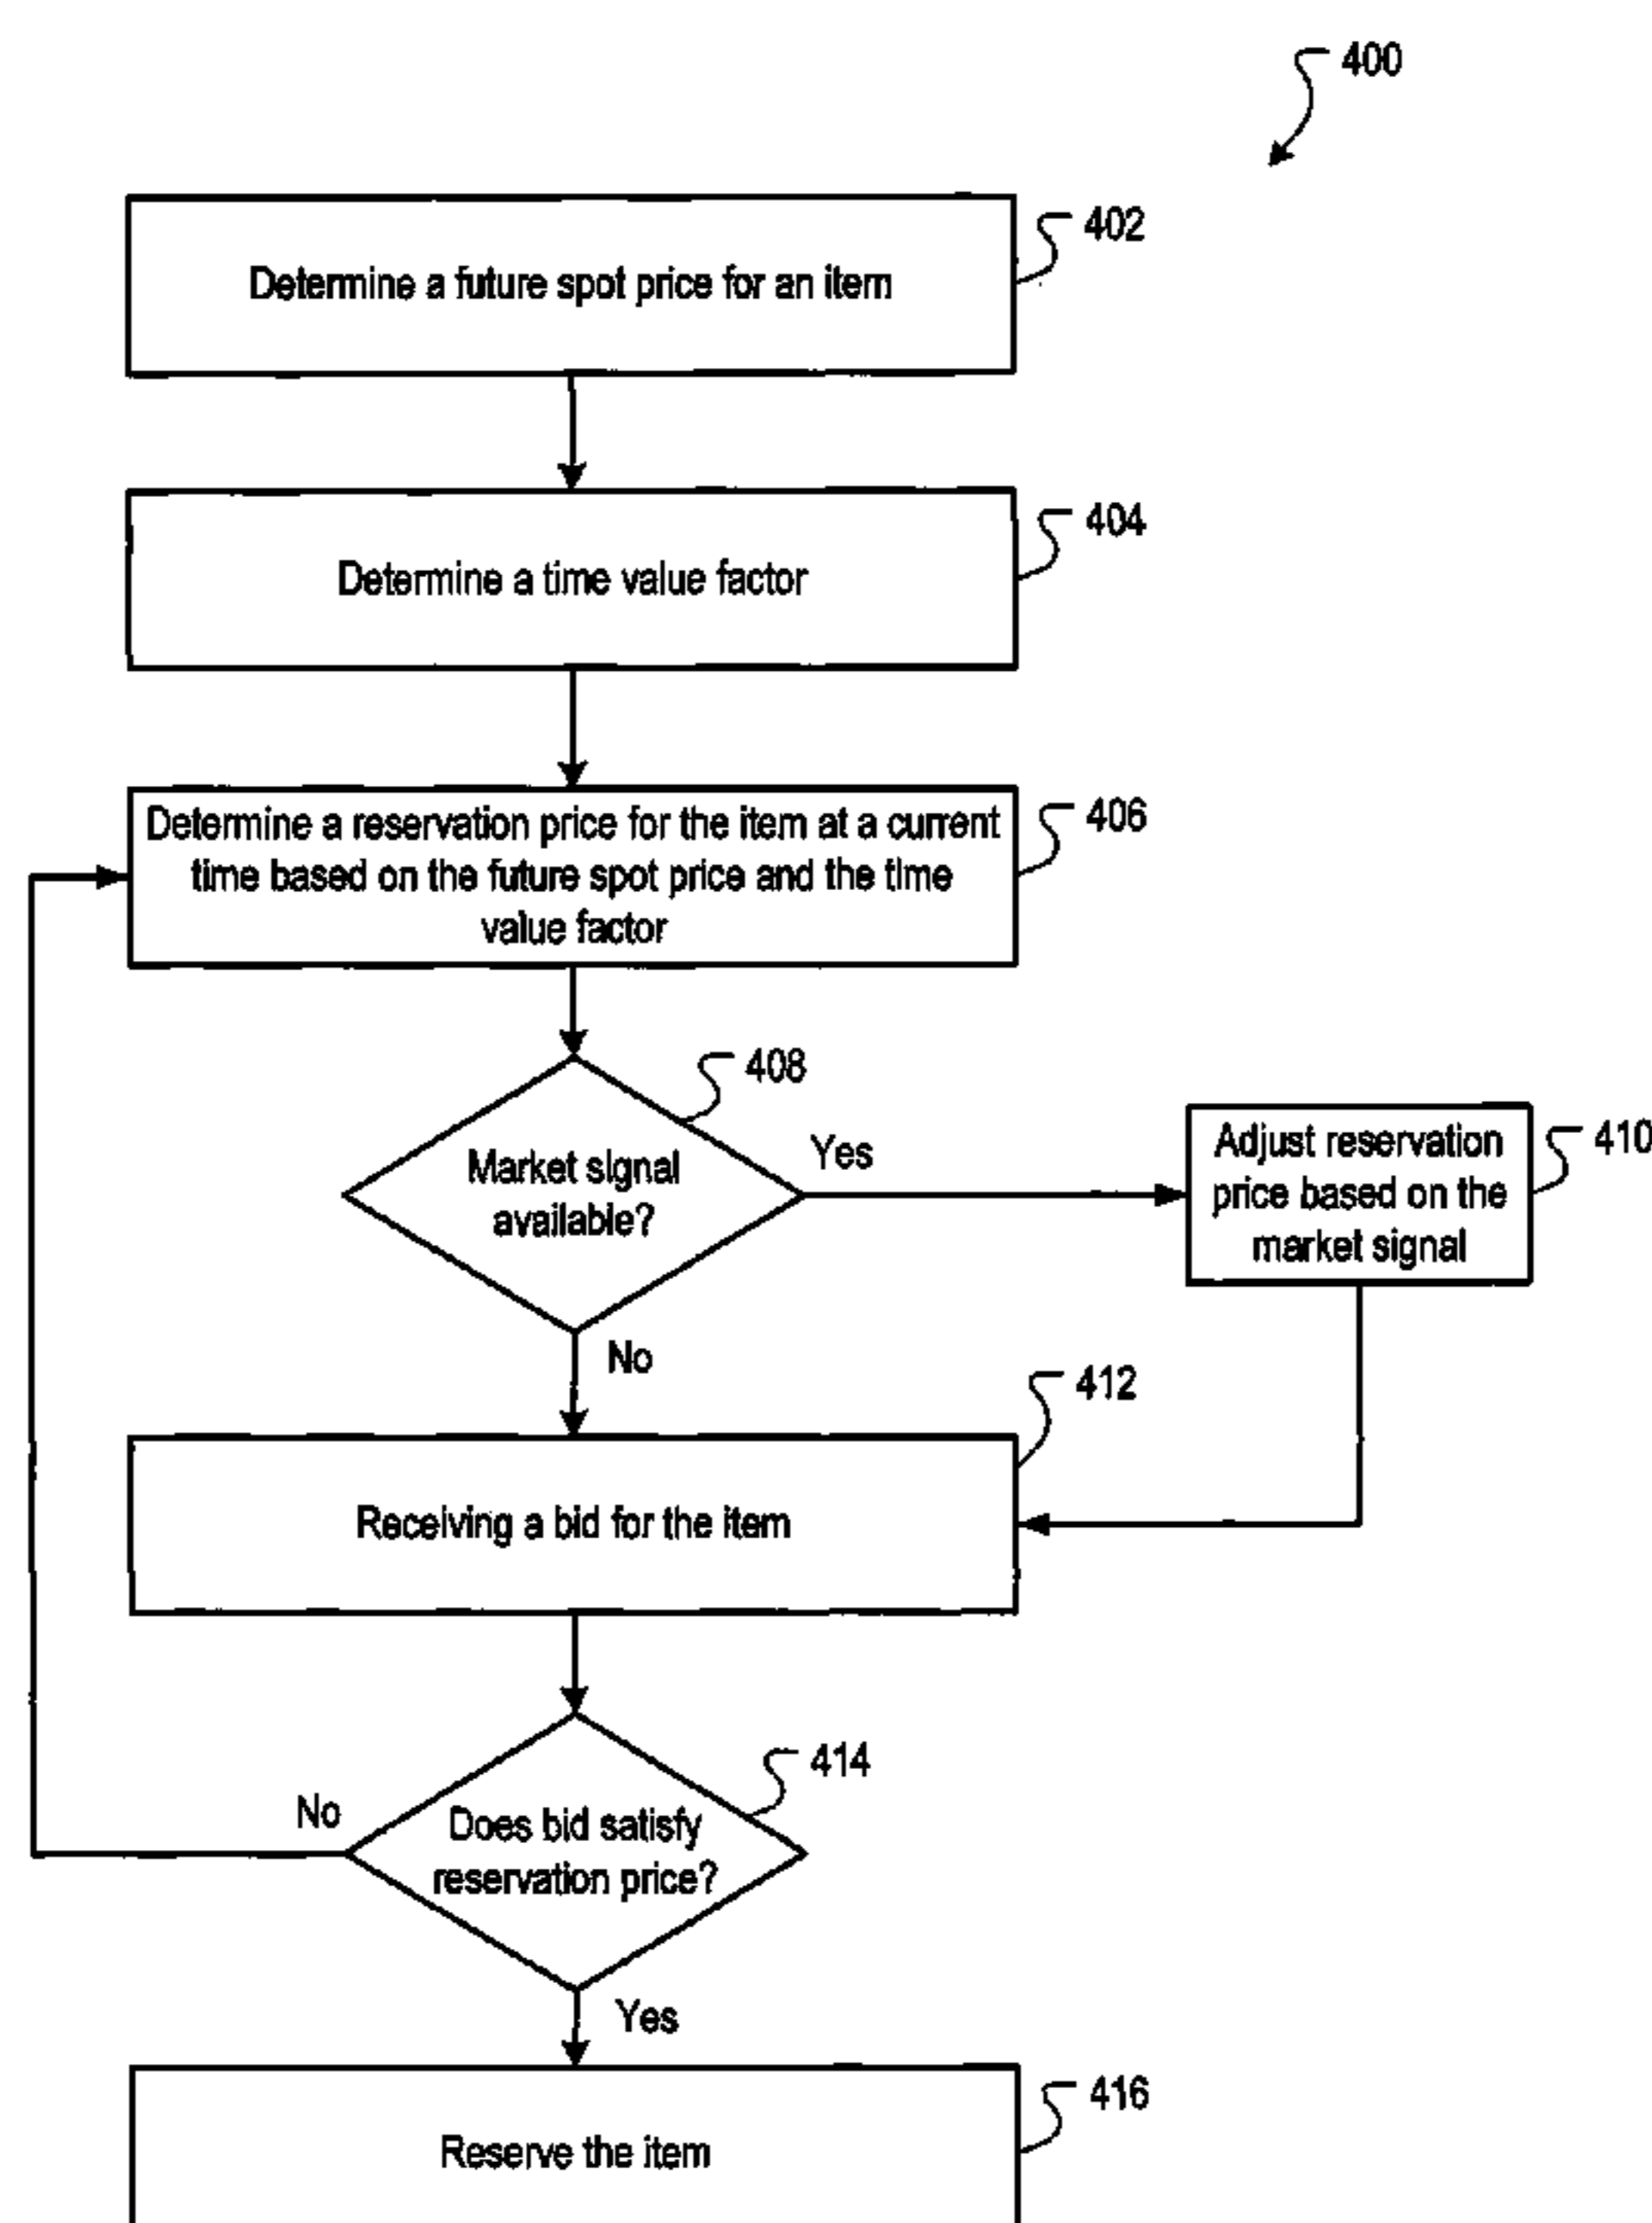 400
402
Determine a future spot price for an item
404
Determine a time value factor
406
Determine a reservation price for the item at a current
time based on the future spot price and the time
value factor
408
Market signal
available?
Yes
410
Adjust reservation
price based on the
market signal
No
412
Receiving a bid for the item
414
No
Does bid satisfy
reservation price?
Yes
416
Reserve the item